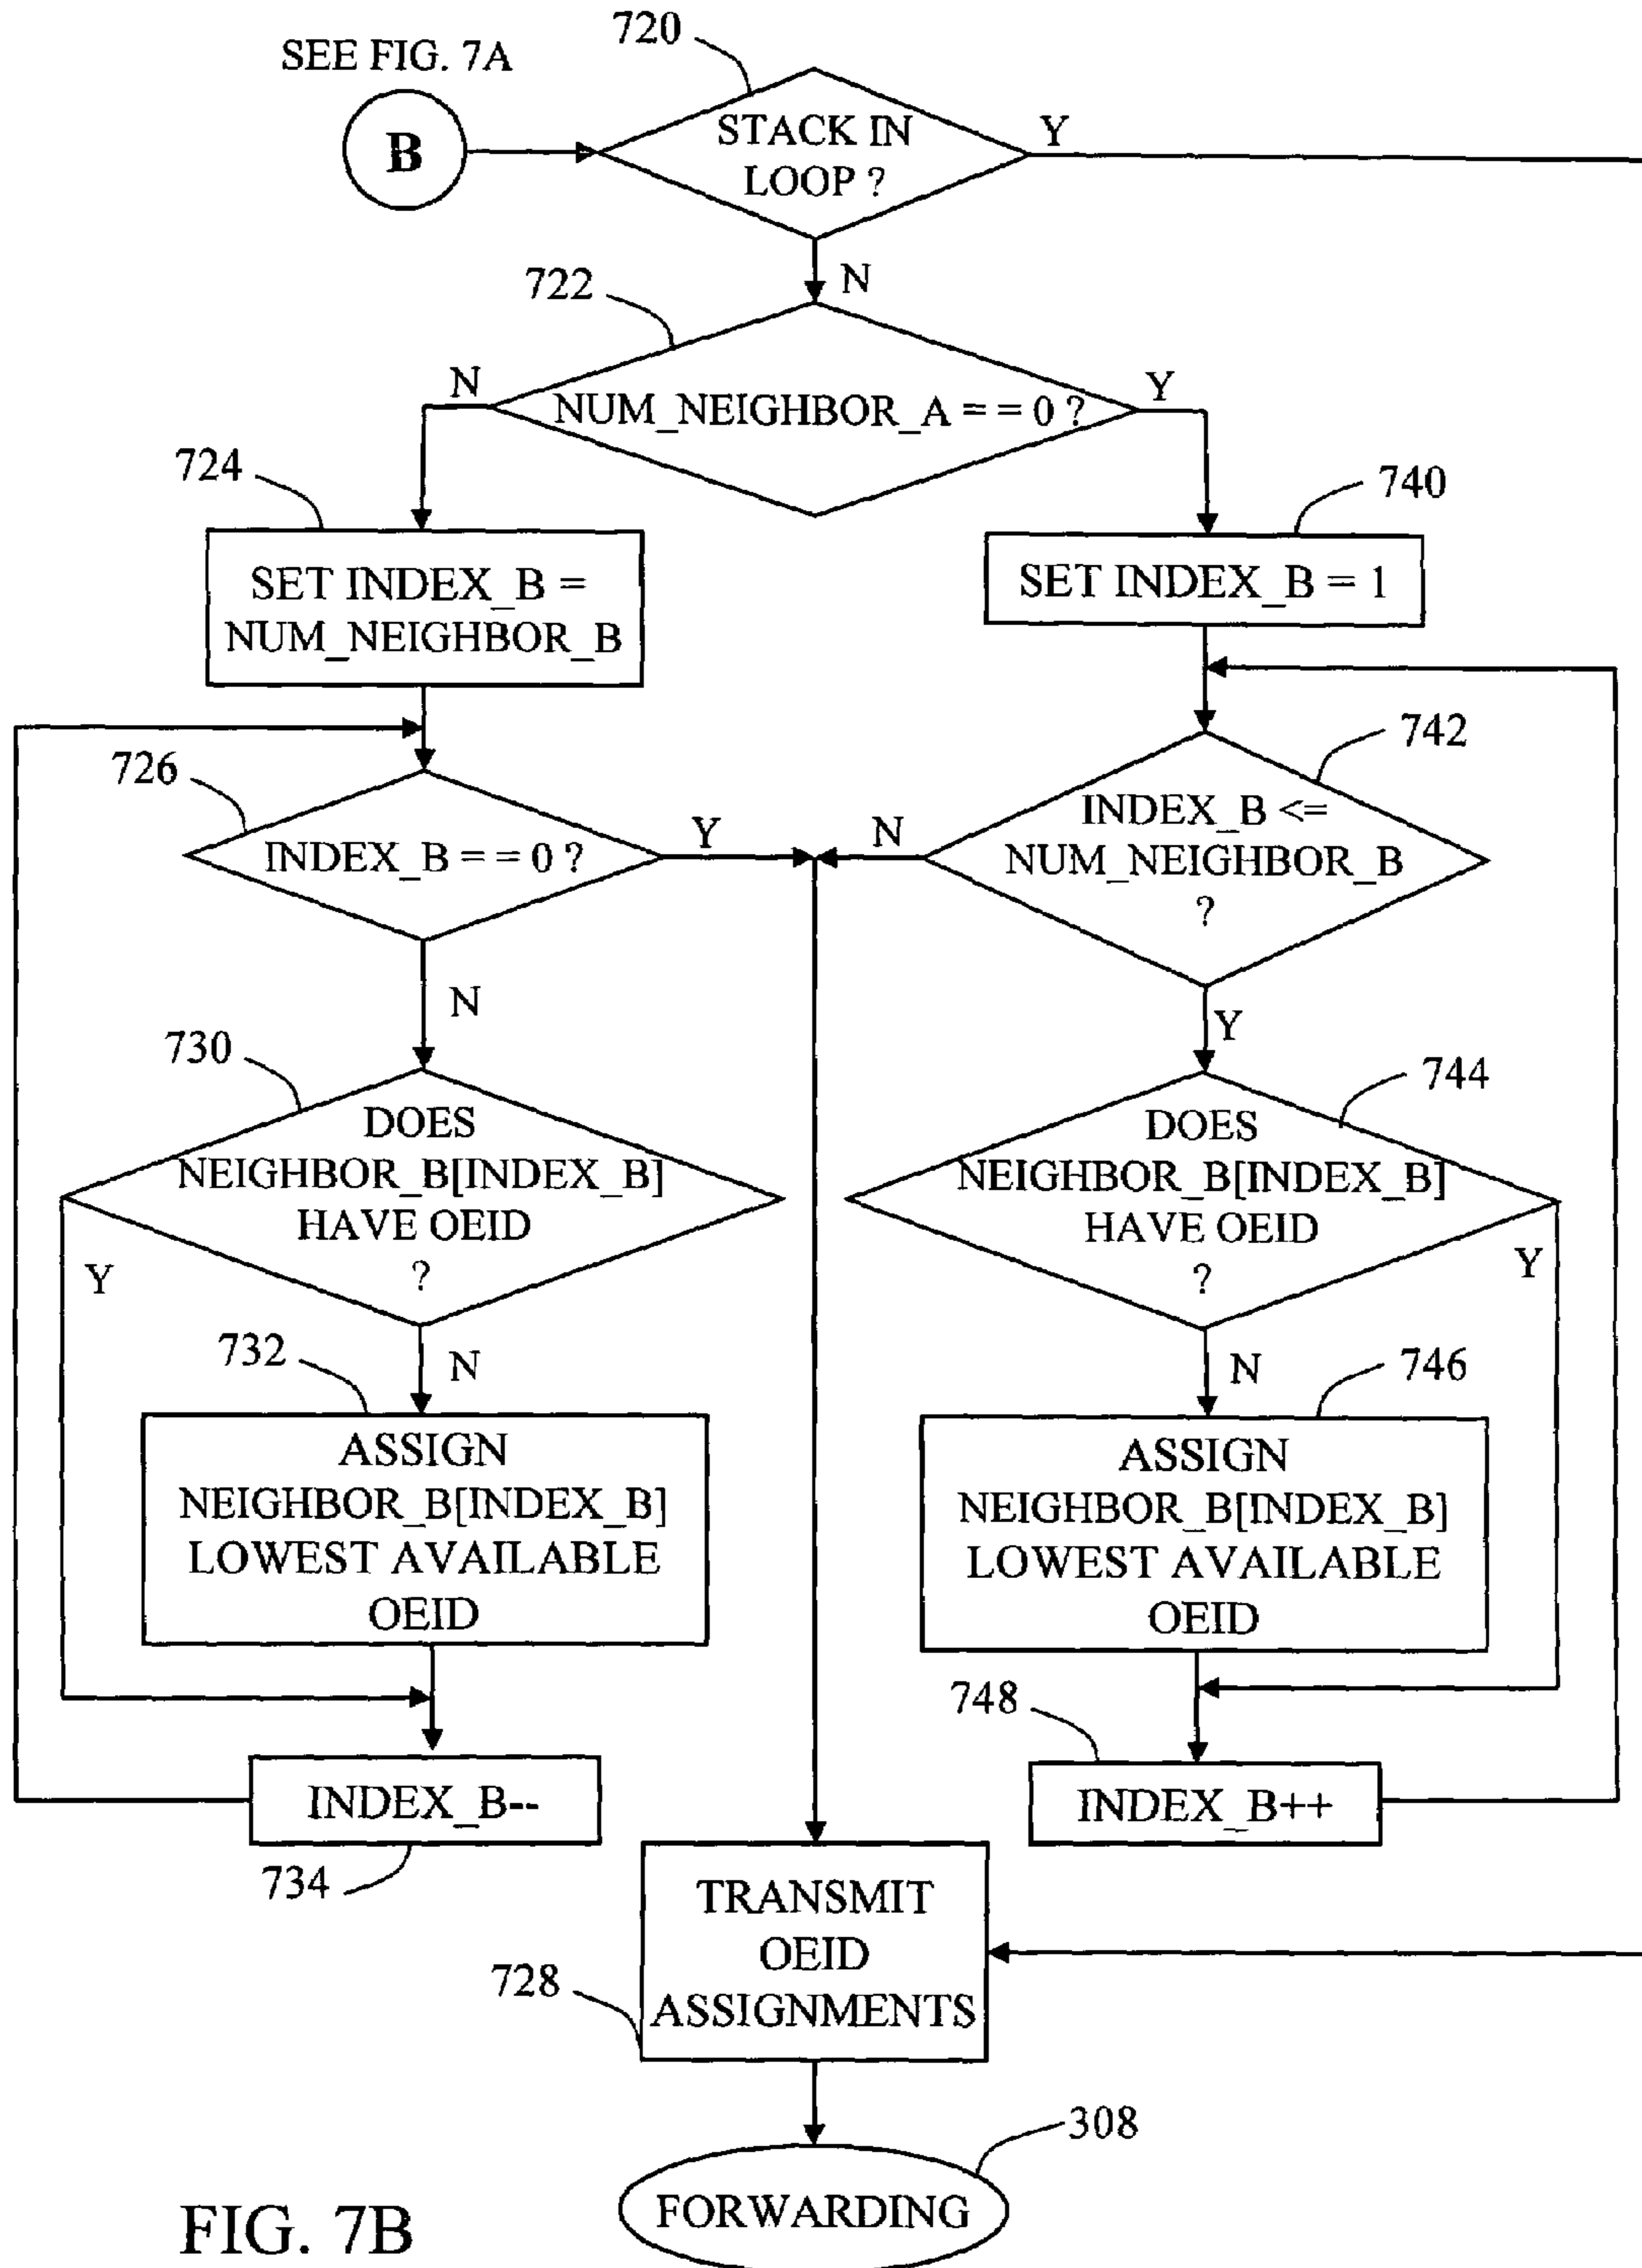 720
SEE FIG. 7A
B
STACK IN
LOOP ?
Y
N
722
N
NUM_NEIGHBOR_A = = 0 ?
Y
724
740
SET INDEX_B =
NUM_NEIGHBOR_B
SET INDEX_B = 1
726
742
INDEX_B = = 0 ?
Y
N
INDEX_B <=
NUM_NEIGHBOR_B
?
N
Y
730
744
DOES
NEIGHBOR_B[INDEX_B]
HAVE OEID
?
Y
DOES
NEIGHBOR_B[INDEX_B]
HAVE OEID
?
Y
732
N
N
746
ASSIGN
NEIGHBOR_B[INDEX_B]
LOWEST AVAILABLE
OEID
ASSIGN
NEIGHBOR_B[INDEX_B]
LOWEST AVAILABLE
OEID
748
INDEX_B--
INDEX_B++
734
TRANSMIT
OEID
ASSIGNMENTS
728
308
FORWARDING
FIG. 7B